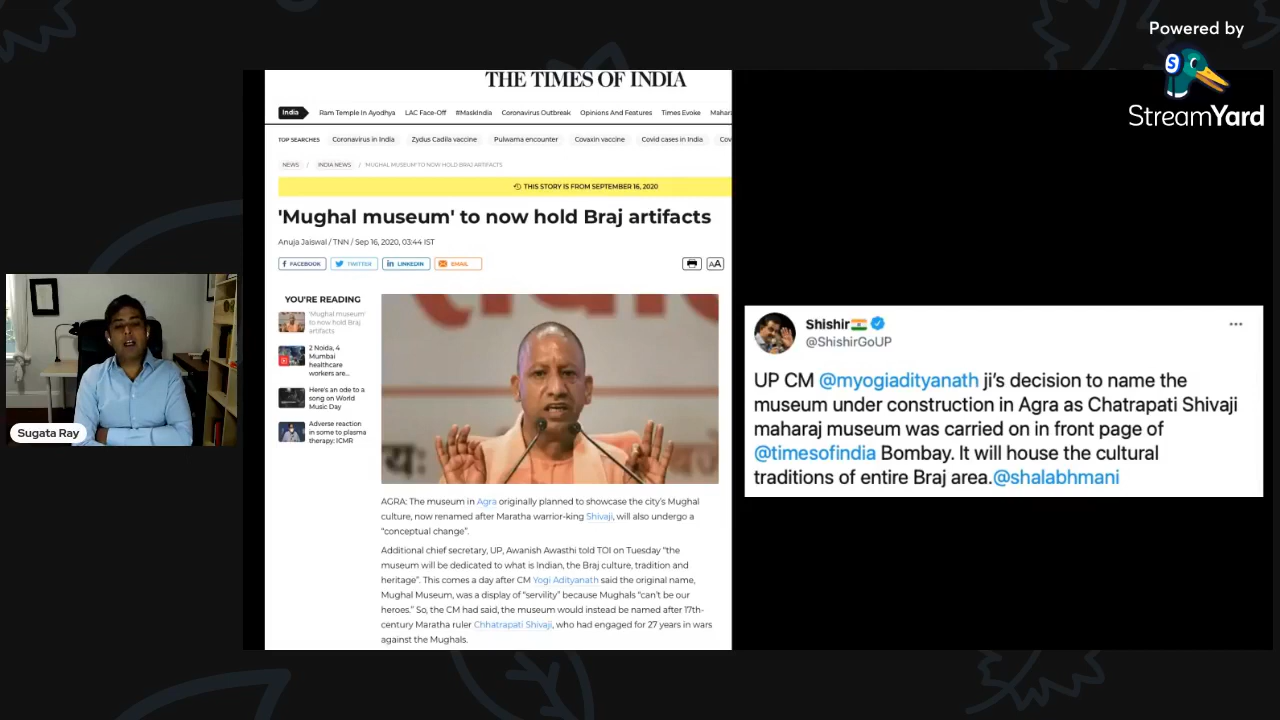 Powered by
StreamYard
THE TIMES OF INDIA
India Ram Temple In Ayodhya LAC Face-Off #MaskIndia Coronavirus Outbreak Opinions And Features Times Evoke Mahar
TOP SEARCHES Coronavirus in India Zydus Cadila vaccine Pulwama encounter Covaxin vaccine Covid cases in India Cov
NEWS / INDIA NEWS / 'MUGHAL MUSEUM' TO NOW HOLD BRAJ ARTIFACTS
THIS STORY IS FROM SEPTEMBER 16, 2020
'Mughal museum' to now hold Braj artifacts
Anuja Jaiswal / TNN / Sep 16, 2020, 03:44 IST
FACEBOOK TWITTER LINKEDIN EMAIL AA
YOU'RE READING
'Mughal museum'
to now hold Braj
artifacts
2 Noida, 4
Mumbai
healthcare
workers are...
Here's an ode to a
song on World
Music Day
Adverse reaction
in some to plasma
therapy: ICMR
AGRA: The museum in Agra originally planned to showcase the city's Mughal
culture, now renamed after Maratha warrior-king Shivaji, will also undergo a
"conceptual change".
Additional chief secretary, UP, Awanish Awasthi told TOI on Tuesday "the
museum will be dedicated to what is Indian, the Braj culture, tradition and
heritage". This comes a day after CM Yogi Adityanath said the original name,
Mughal Museum, was a display of "servility" because Mughals "can't be our
heroes." So, the CM had said, the museum would instead be named after 17th-
century Maratha ruler Chhatrapati Shivaji, who had engaged for 27 years in wars
against the Mughals.
Shishir
@ShishirGoUP
UP CM @myogiadityanath ji's decision to name the
museum under construction in Agra as Chatrapati Shivaji
maharaj museum was carried on in front page of
@timesofindia Bombay. It will house the cultural
traditions of entire Braj area.@shalabhmani
Sugata Ray